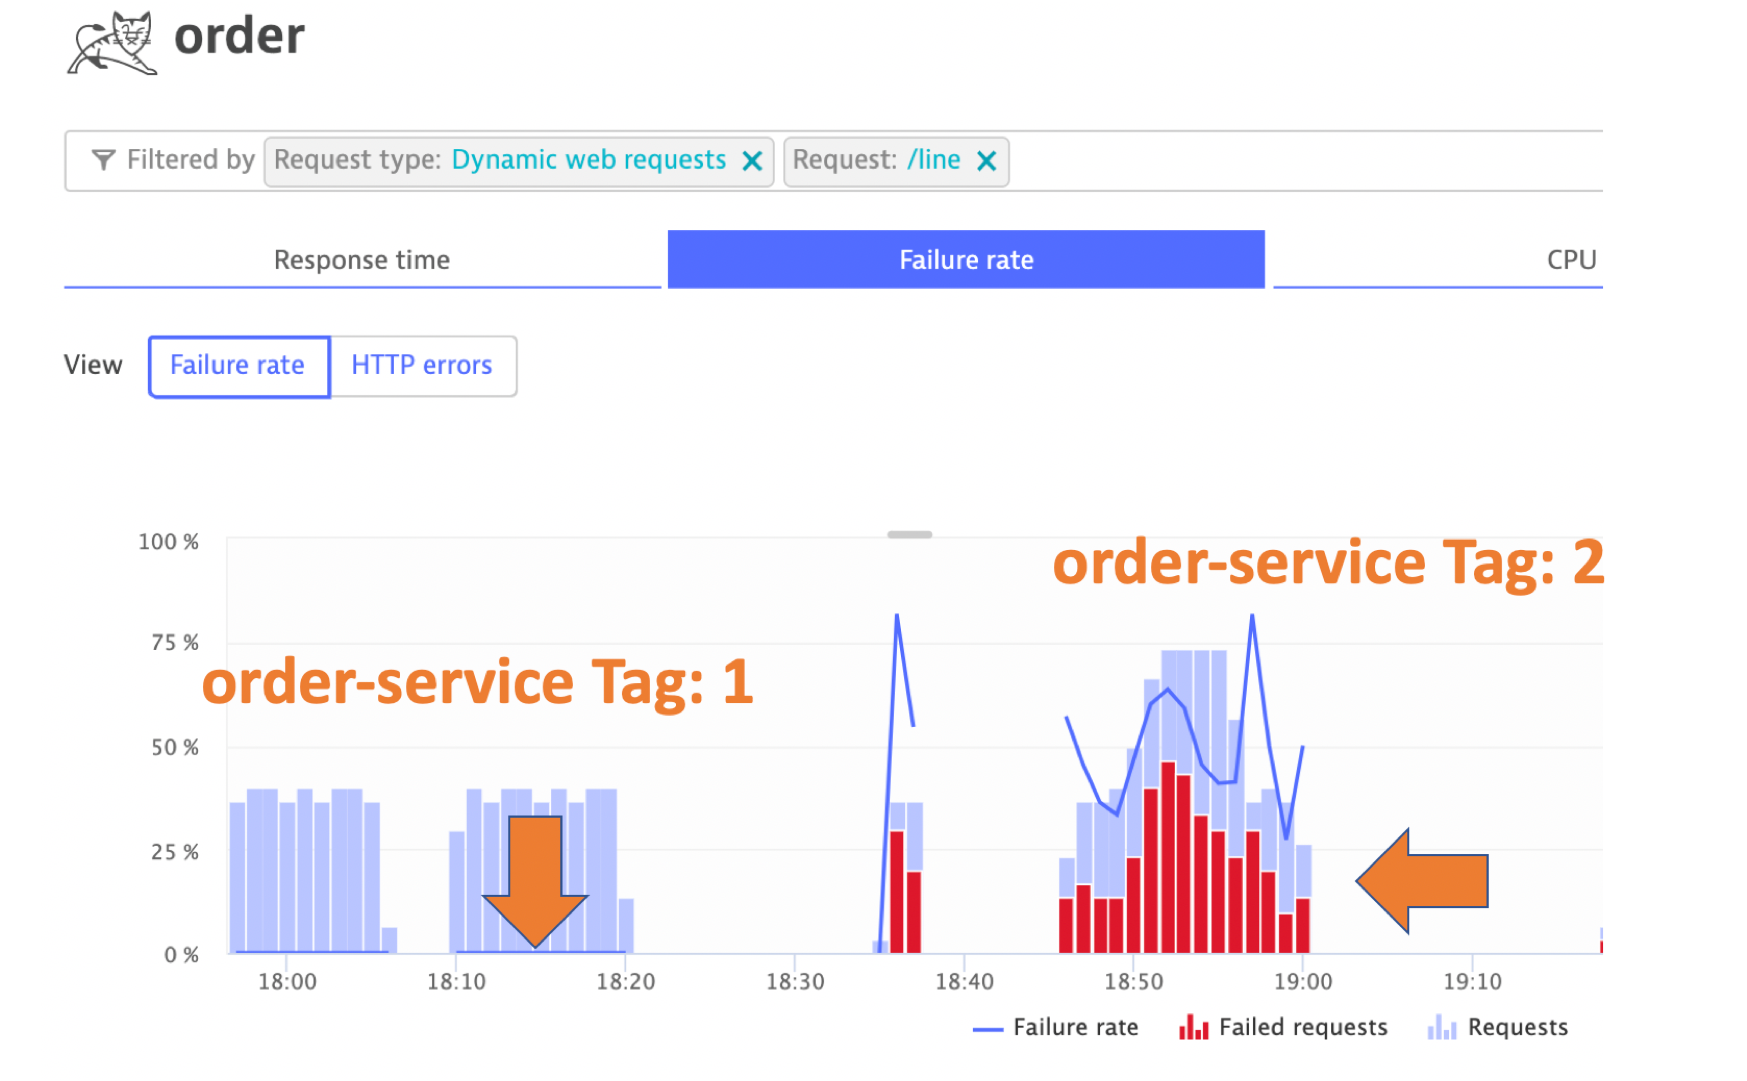 order
Filtered by Request type: Dynamic web requests Request: /line
Response time Failure rate CPU
View Failure rate HTTP errors
100 %
order-service Tag: 2
75 %
order-service Tag: 1
50 %
25 %
0 %
18:00 18:10 18:20 18:30 18:40 18:50 19:00 19:10
Failure rate Failed requests Requests